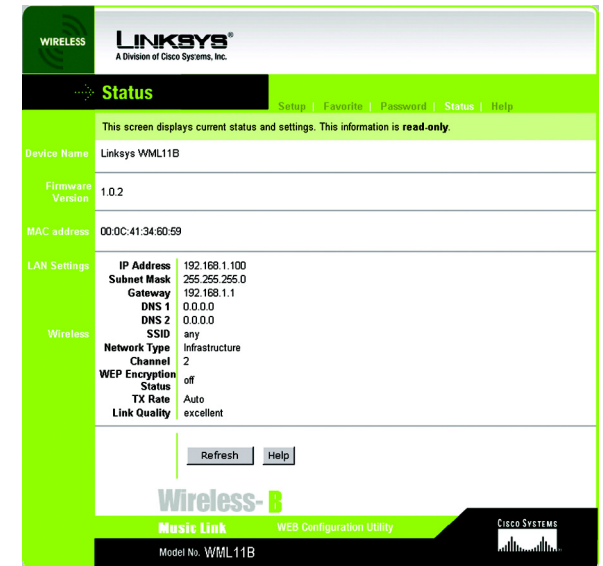 WIRELESS
LINKSYS®
A Division of Cisco Systems, Inc.
Status
Setup | Favorite | Password | Status | Help
This screen displays current status and settings. This information is read-only.
Device Name Linksys WML11B
Firmware Version 1.0.2
MAC address 00:0C:41:34:60:59
LAN Settings IP Address 192.168.1.100
Subnet Mask 255.255.255.0
Gateway 192.168.1.1
DNS 1 0.0.0.0
DNS 2 0.0.0.0
Wireless SSID any
Network Type Infrastructure
Channel 2
WEP Encryption Status off
TX Rate Auto
Link Quality excellent
Refresh Help
Wireless-B
Music Link WEB Configuration Utility
CISCO SYSTEMS
Model No. WML11B